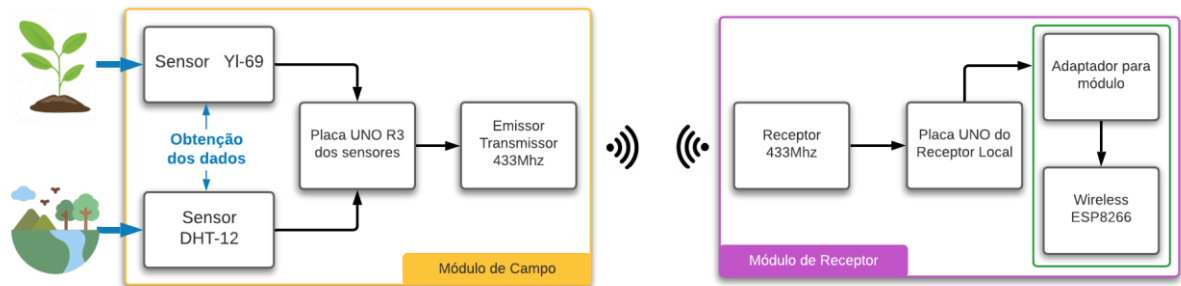 Sensor Yl-69
Obtenção
dos dados
Sensor
DHT-12
Placa UNO R3
dos sensores
Emissor
Transmissor
433Mhz
Módulo de Campo
Receptor
433Mhz
Placa UNO do
Receptor Local
Adaptador para
módulo
Wireless
ESP8266
Módulo de Receptor